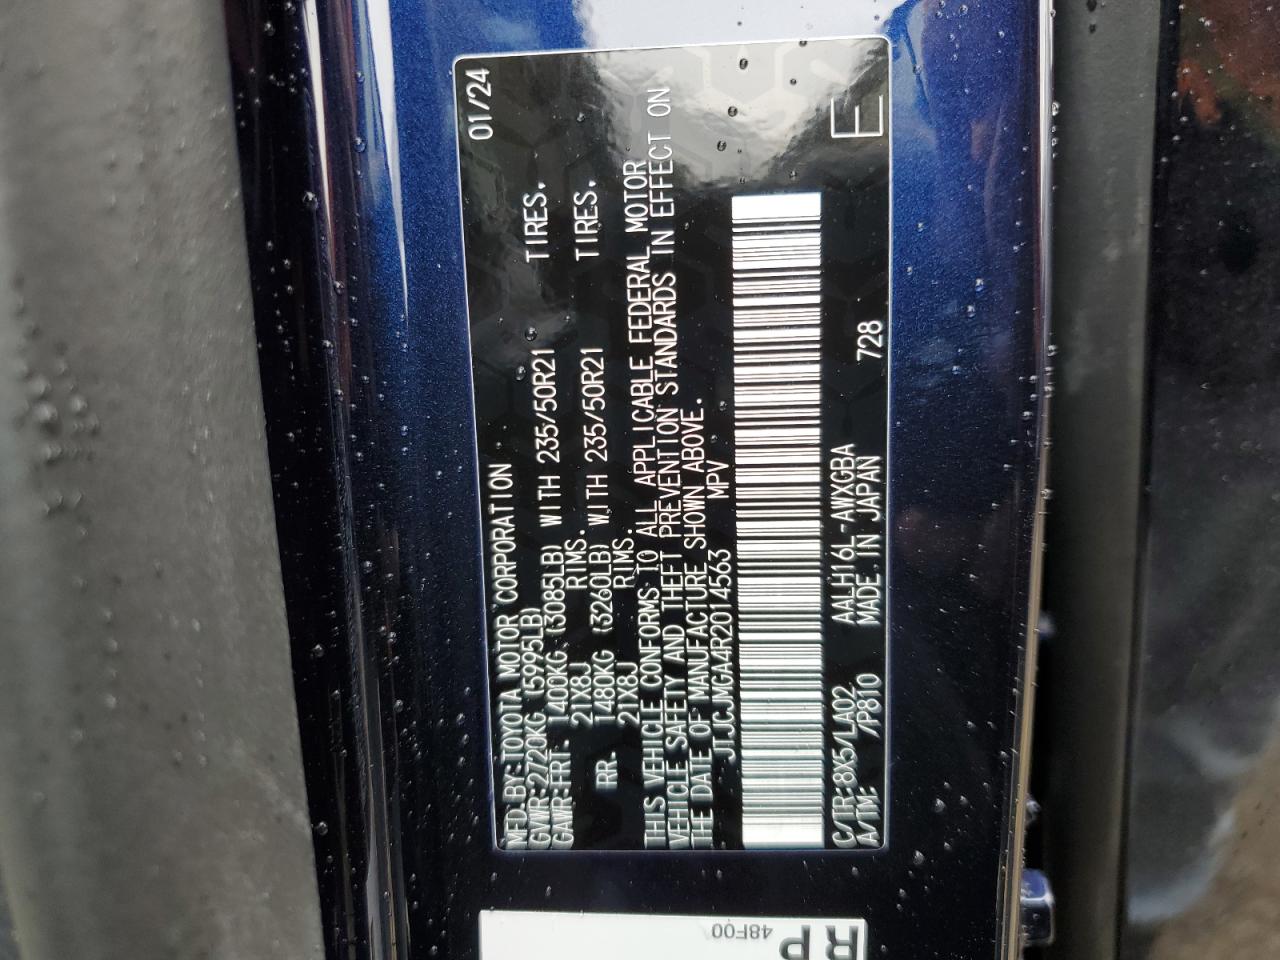 MFD.BY:TOYOTA MOTOR CORPORATION 01/24
GVWR:2720KG (5995LB)
GAWR:FRT. 1400KG (3085LB) WITH 235/50R21 TIRES.
21X8J RIMS.
RR. 1480KG (3260LB) WITH 235/50R21 TIRES.
21X8J RIMS.
THIS VEHICLE CONFORMS TO ALL APPLICABLE FEDERAL MOTOR
VEHICLE SAFETY AND THEFT PREVENTION STANDARDS IN EFFECT ON
THE DATE OF MANUFACTURE SHOWN ABOVE.
JTJCJMGA4R2014563 MPV
C/TR:8X5/LA02 AALH16L-AWXGBA
A/TM: /P810 MADE IN JAPAN 728 E
48F00
RP